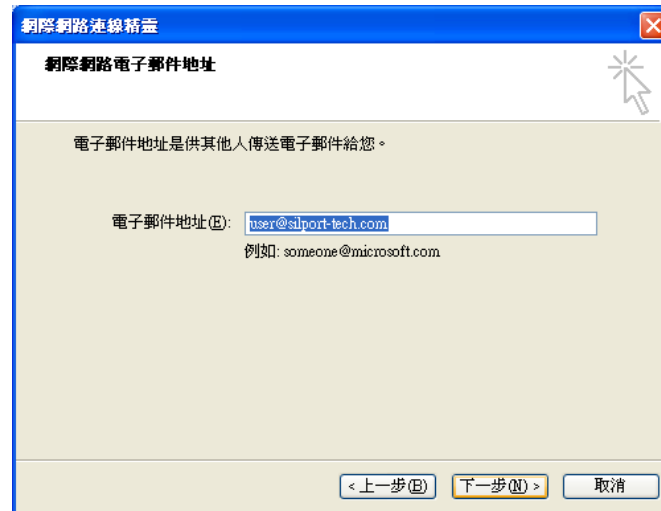 網際網路連線精靈
網際網路電子郵件地址
電子郵件地址是供其他人傳送電子郵件給您。
電子郵件地址(E): user@silport-tech.com
例如: someone@microsoft.com
<上一步(B) 下一步(N)> 取消